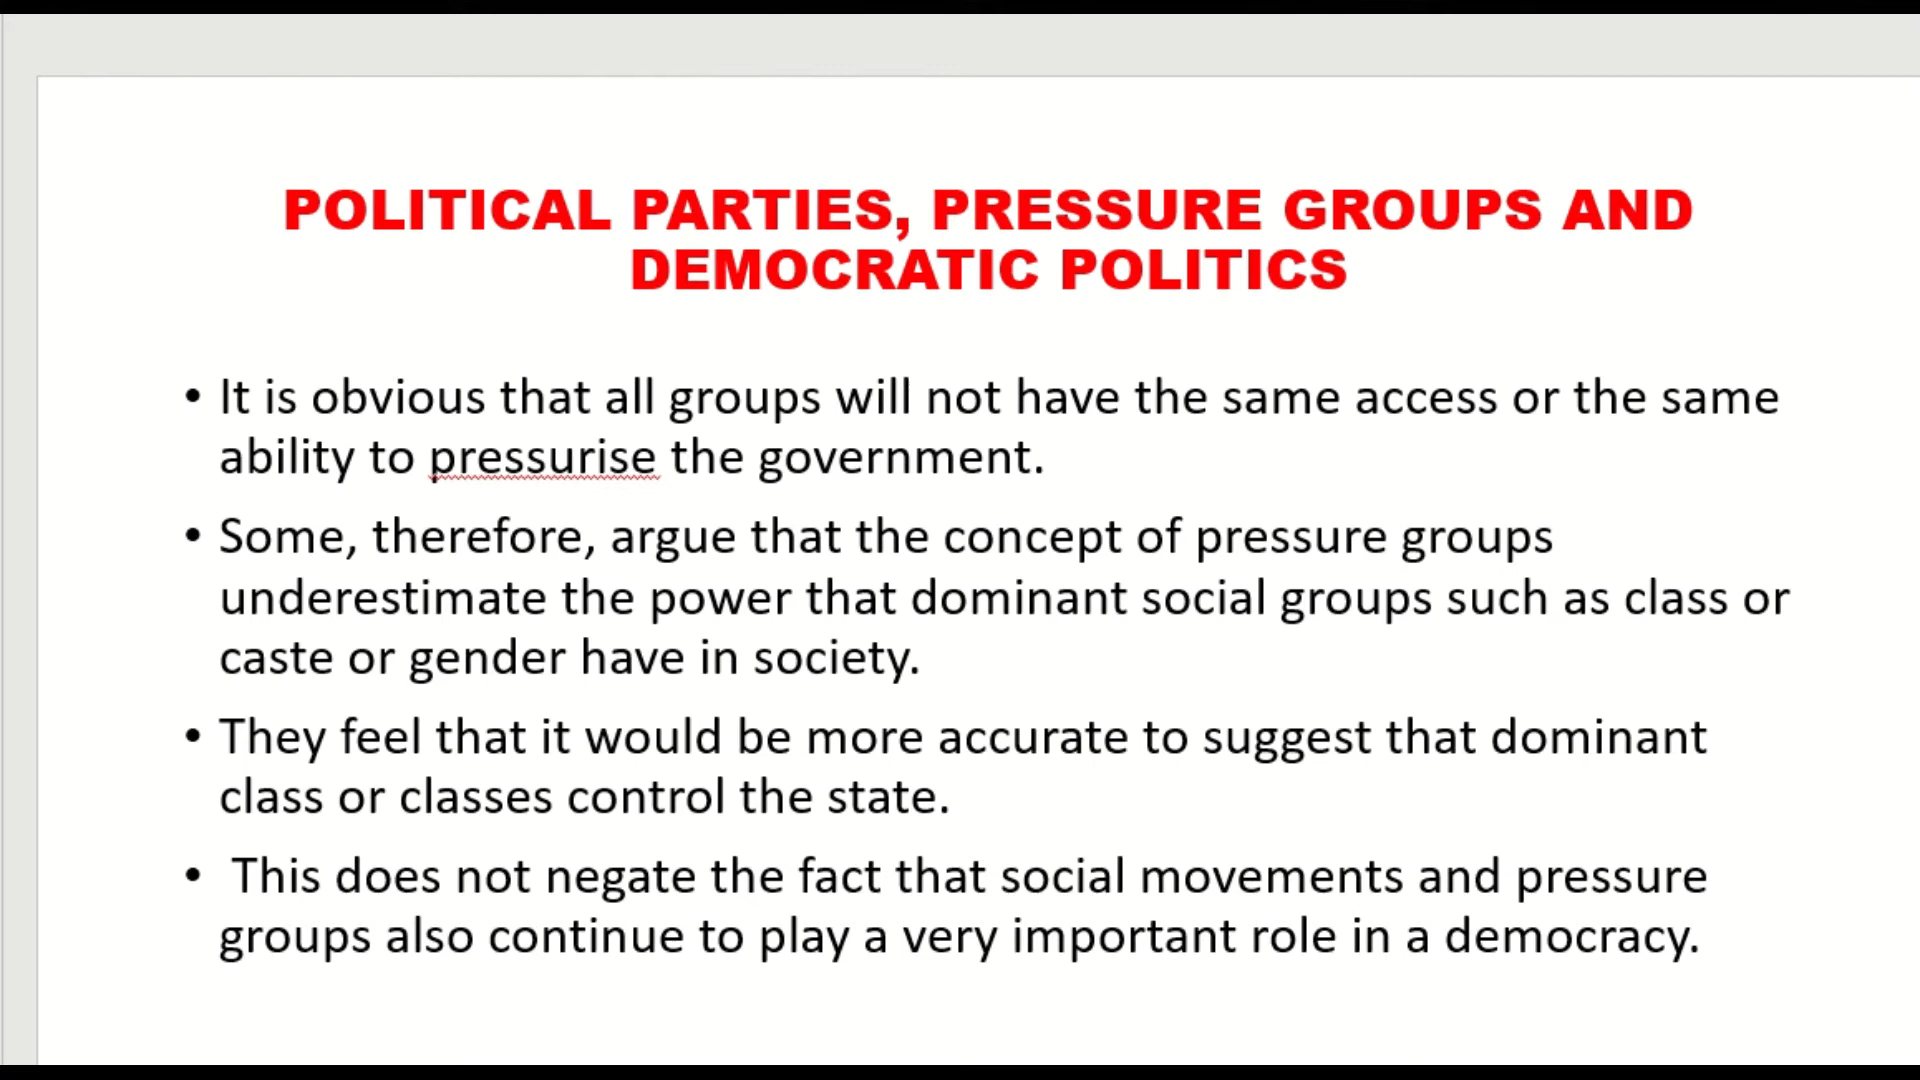 POLITICAL PARTIES, PRESSURE GROUPS AND
DEMOCRATIC POLITICS
• It is obvious that all groups will not have the same access or the same
ability to pressurise the government.
• Some, therefore, argue that the concept of pressure groups
underestimate the power that dominant social groups such as class or
caste or gender have in society.
• They feel that it would be more accurate to suggest that dominant
class or classes control the state.
• This does not negate the fact that social movements and pressure
groups also continue to play a very important role in a democracy.